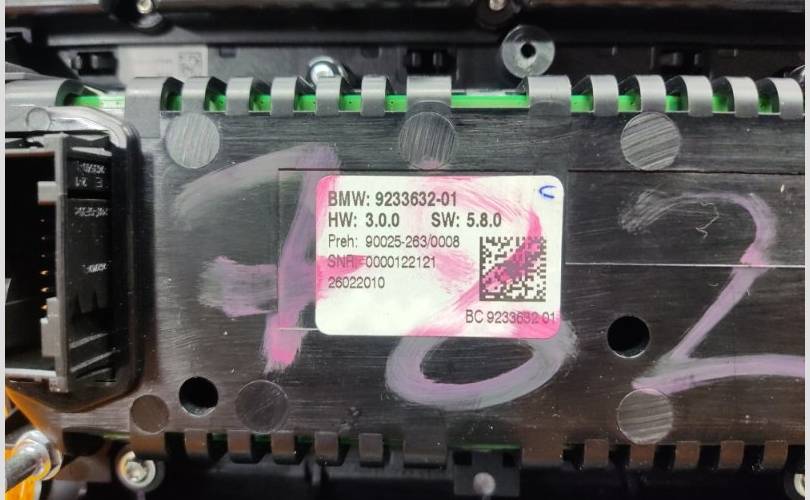 BMW: 9233632-01
HW: 3.0.0 SW: 5.8.0
Preh: 90025-263/0008
SNR: 0000122121
26022010
BC 9233632 01
702